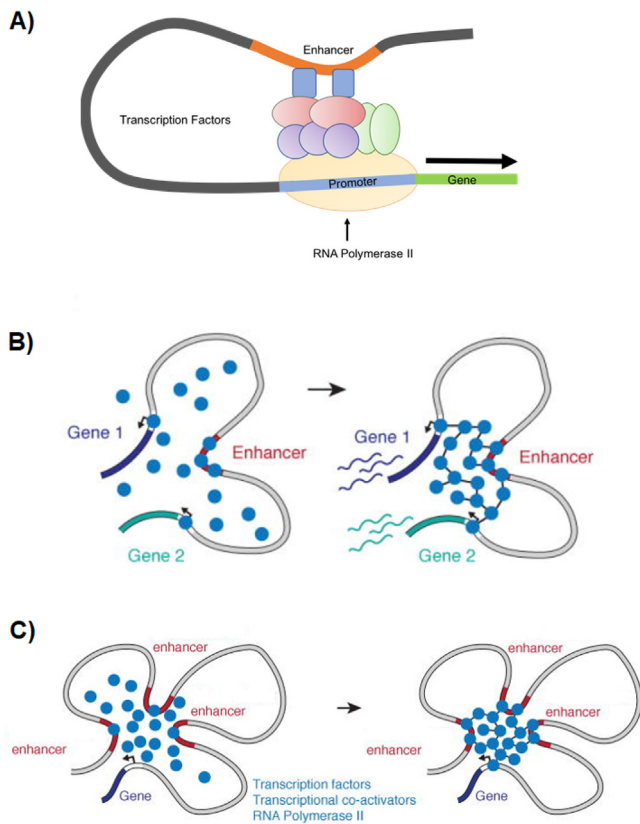 A)
Enhancer
Transcription Factors
Promoter
Gene
RNA Polymerase II
B)
Gene 1
Enhancer
Gene 2
Gene 1
Enhancer
Gene 2
C)
enhancer
enhancer
enhancer
Gene
Transcription factors
Transcriptional co-activators
RNA Polymerase II
enhancer
enhancer
enhancer
Gene